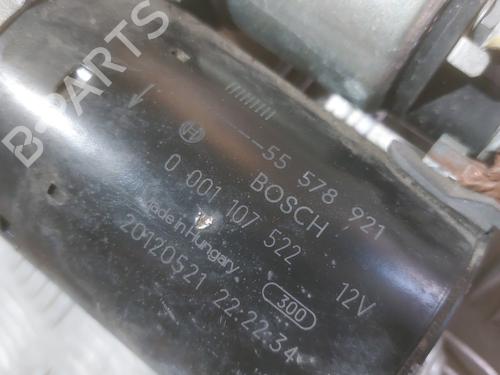 B-PARTS
---55 578 921
BOSCH
0 001 107 522 12V
Made in Hungary
20120521 22:22:34
300